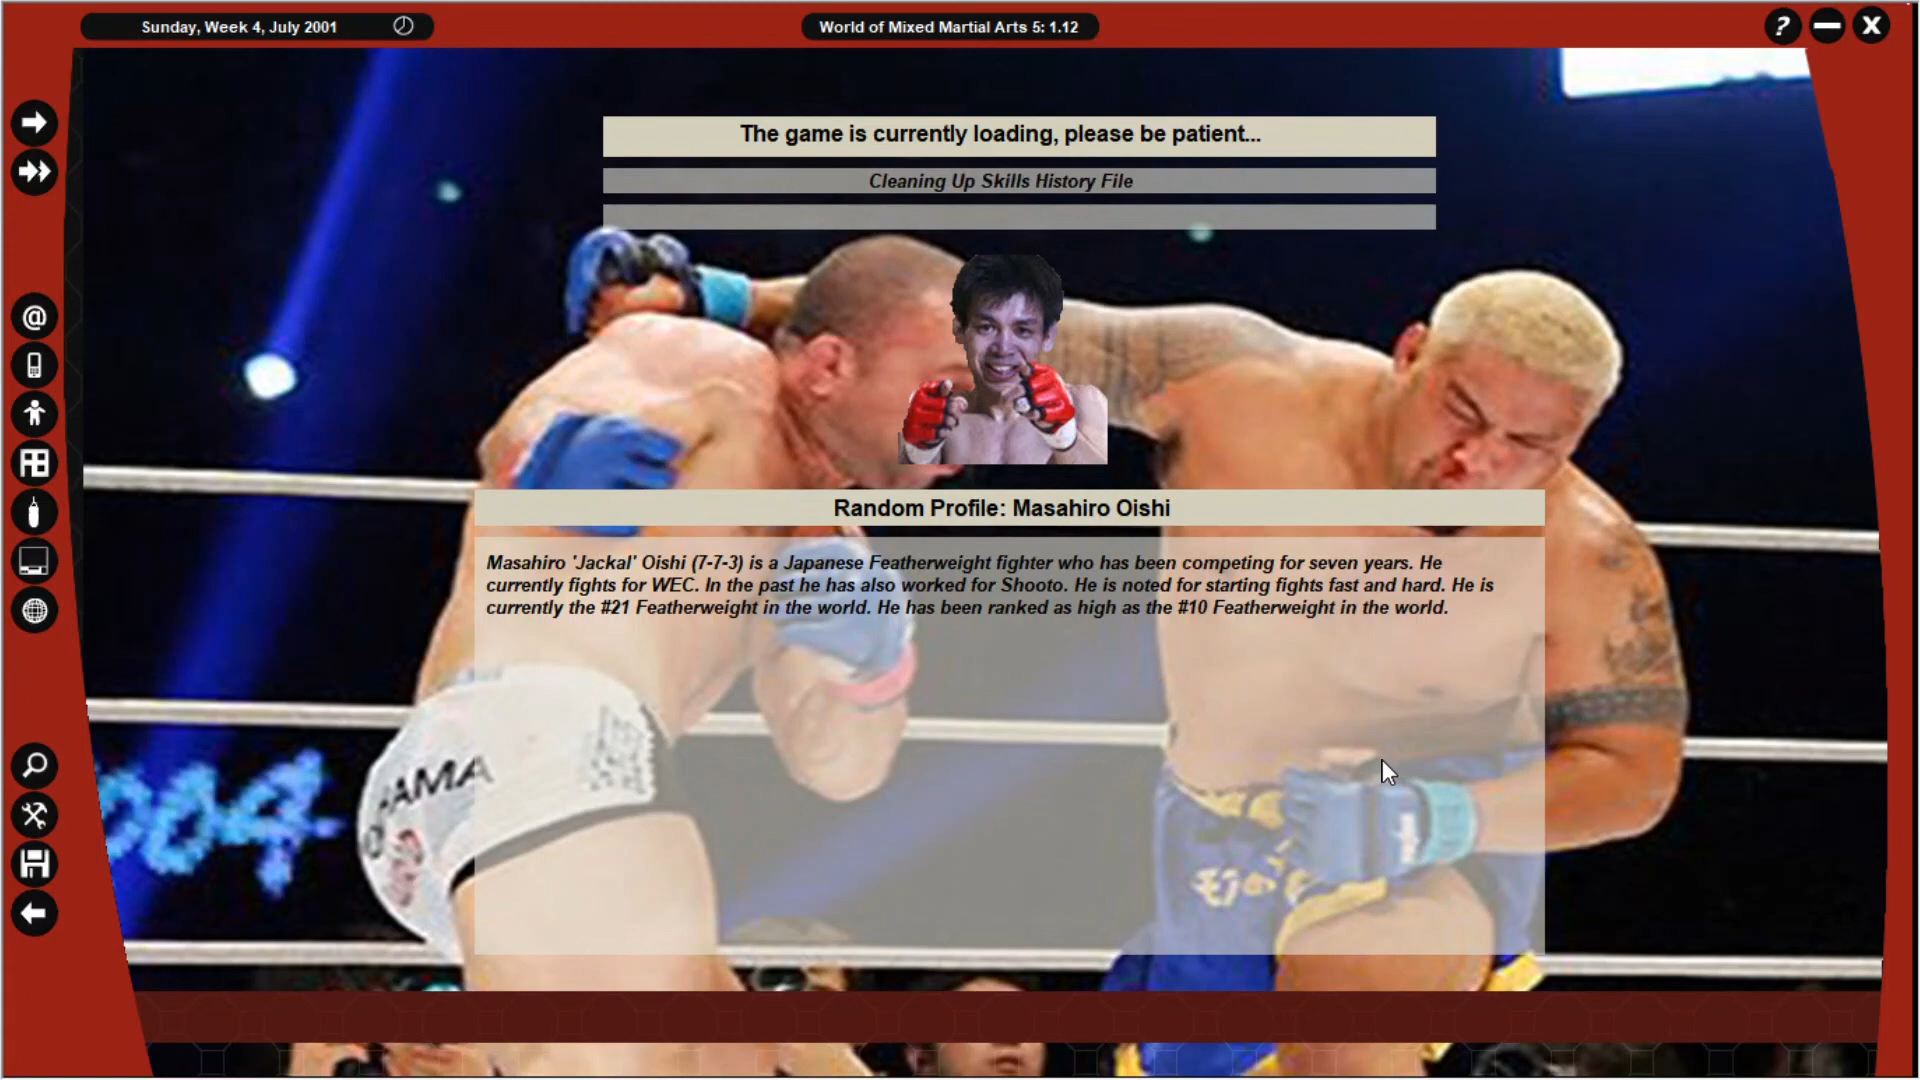 Sunday, Week 4, July 2001
World of Mixed Martial Arts 5: 1.12
The game is currently loading, please be patient...
Cleaning Up Skills History File
Random Profile: Masahiro Oishi
Masahiro 'Jackal' Oishi (7-7-3) is a Japanese Featherweight fighter who has been competing for seven years. He
currently fights for WEC. In the past he has also worked for Shooto. He is noted for starting fights fast and hard. He is
currently the #21 Featherweight in the world. He has been ranked as high as the #10 Featherweight in the world.